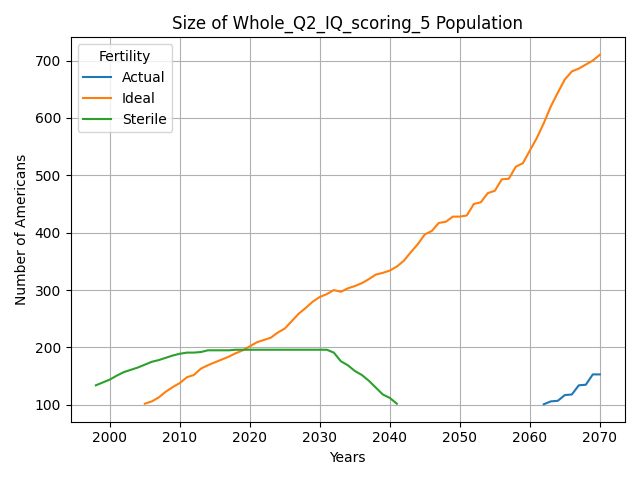 Size of Whole_Q2_IQ_scoring_5 Population
Fertility
Actual
Ideal
Sterile
Number of Americans
700
600
500
400
300
200
100
2000 2010 2020 2030 2040 2050 2060 2070
Years